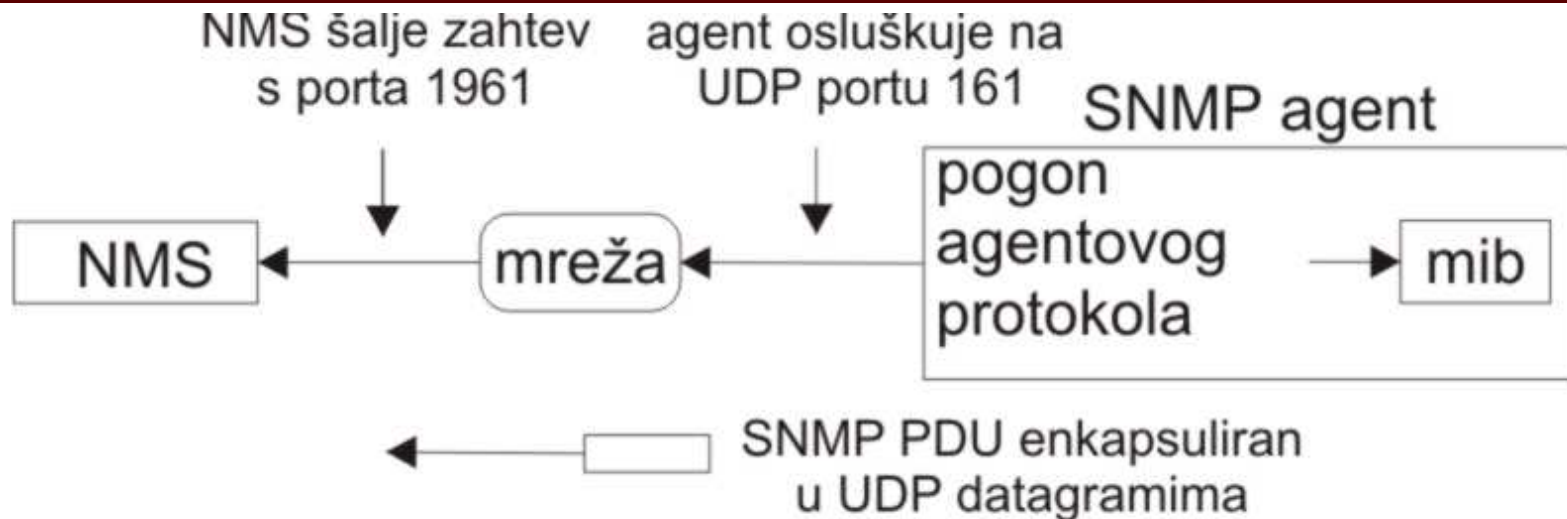 NMS šalje zahtev
s porta 1961
agent osluškuje na
UDP portu 161
SNMP agent
pogon
agentovog
protokola
NMS
mreža
mib
SNMP PDU enkapsuliran
u UDP datagramima